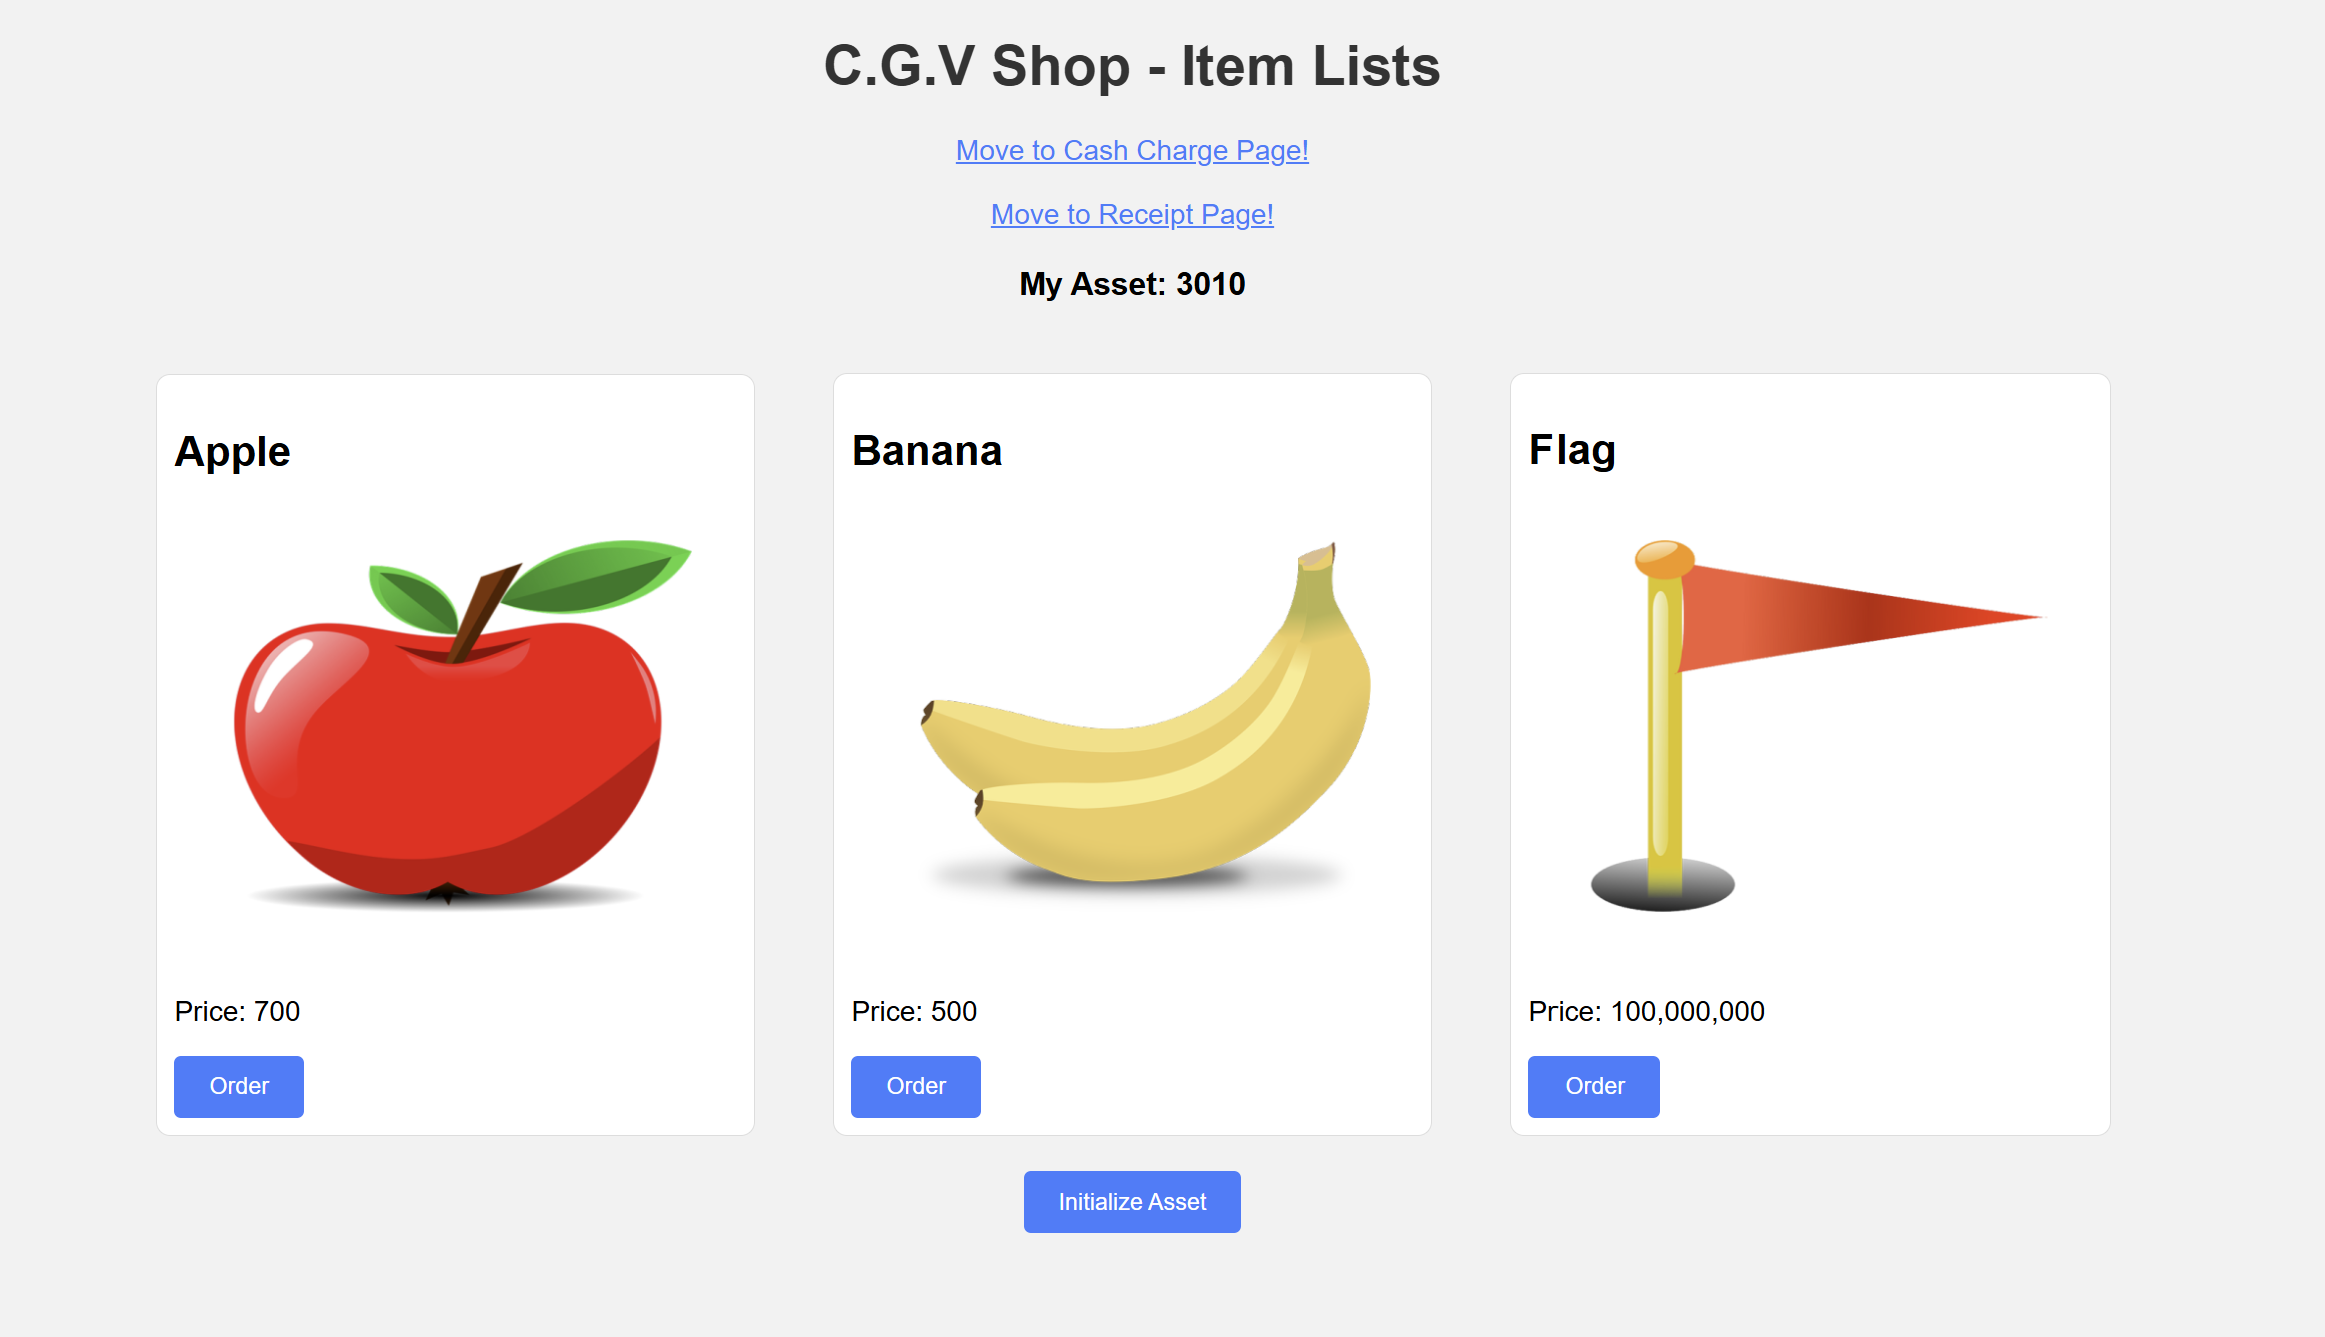 C.G.V Shop - Item Lists
Move to Cash Charge Page!
Move to Receipt Page!
My Asset: 3010
Apple
Price: 700
Order
Banana
Price: 500
Order
Flag
Price: 100,000,000
Order
Initialize Asset